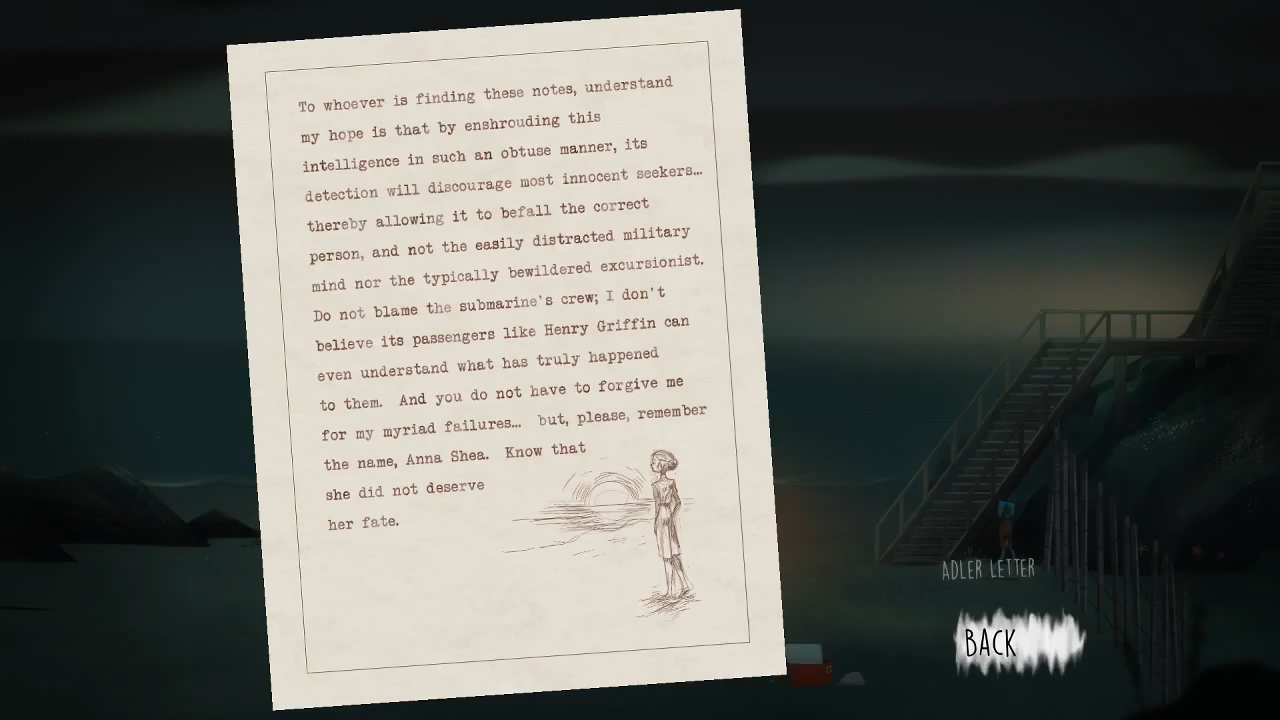 To whoever is finding these notes, understand
my hope is that by enshrouding this
intelligence in such an obtuse manner, its
detection will discourage most innocent seekers...
thereby allowing it to befall the correct
person, and not the easily distracted military
mind nor the typically bewildered excursionist.
Do not blame the submarine's crew; I don't
believe its passengers like Henry Griffin can
even understand what has truly happened
to them.  And you do not have to forgive me
for my myriad failures...  but, please, remember
the name, Anna Shea.  Know that
she did not deserve
her fate.
ADLER LETTER
BACK